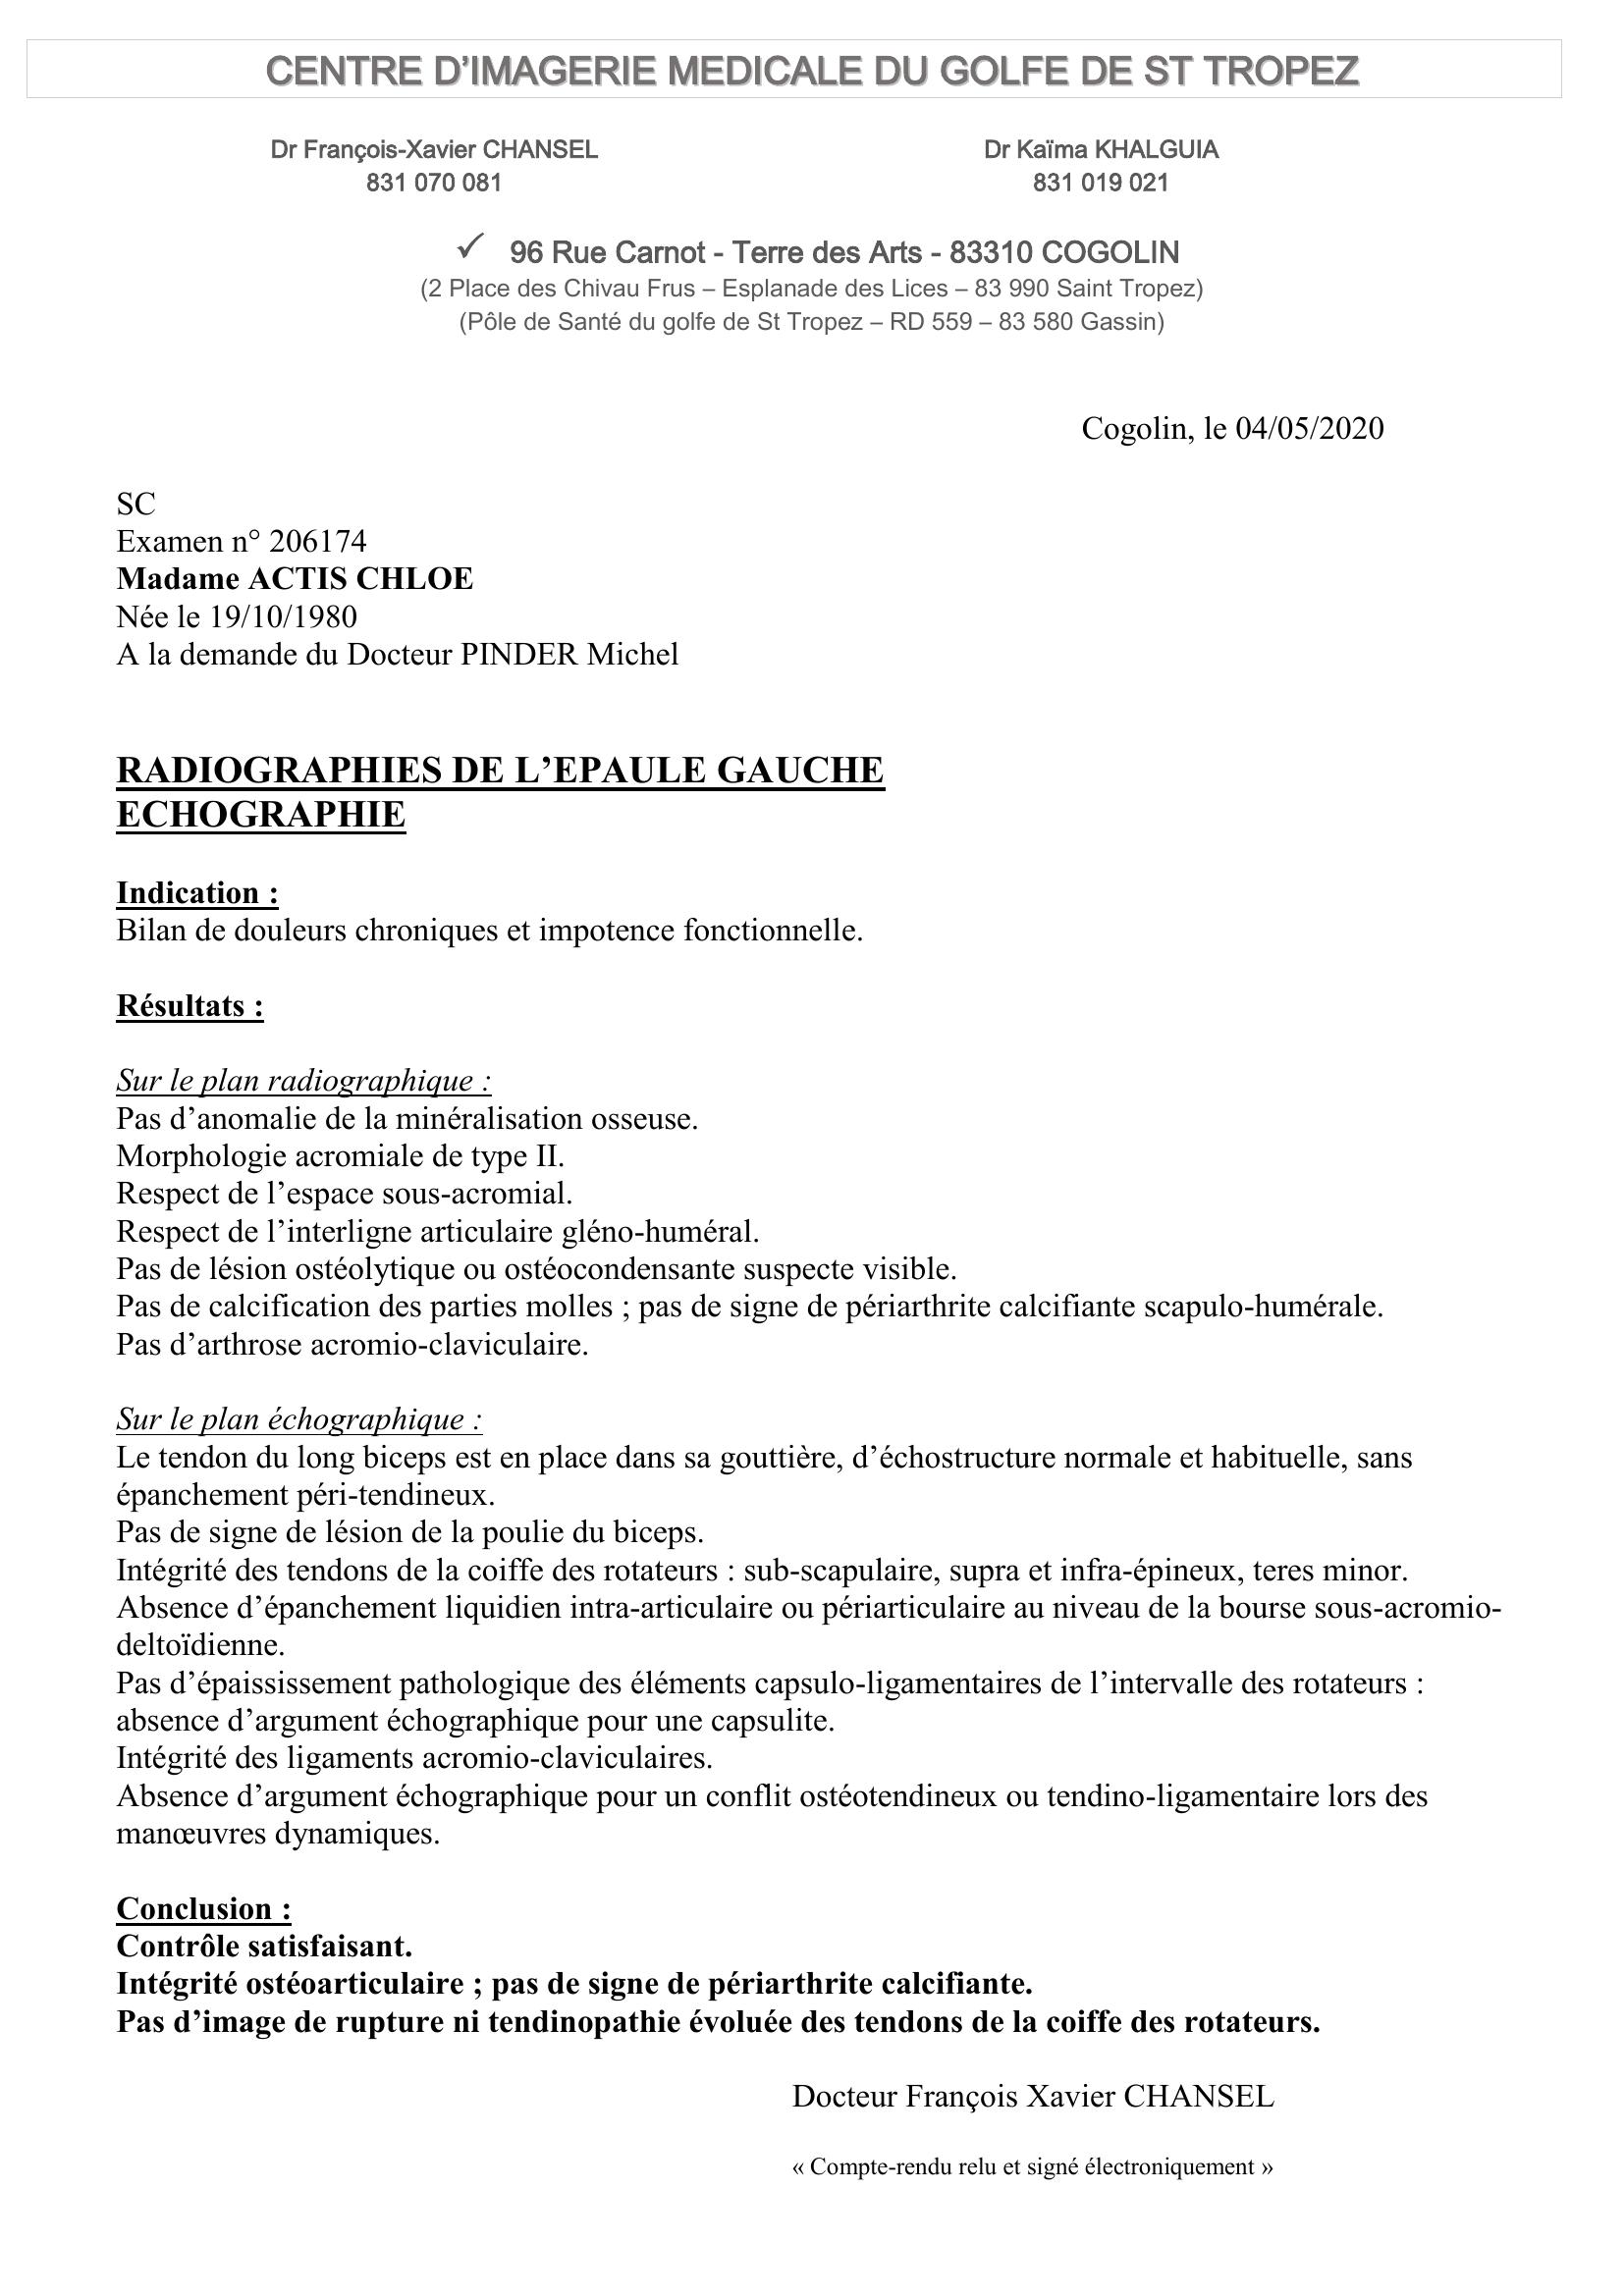 CENTRE D’IMAGERIE MEDICALE DU GOLFE DE ST TROPEZ
Dr François-Xavier CHANSEL
831 070 081
Dr Kaïma KHALGUIA
831 019 021
✓ 96 Rue Carnot - Terre des Arts - 83310 COGOLIN
(2 Place des Chivau Frus – Esplanade des Lices – 83 990 Saint Tropez)
(Pôle de Santé du golfe de St Tropez – RD 559 – 83 580 Gassin)
Cogolin, le 04/05/2020
SC
Examen n° 206174
Madame ACTIS CHLOE
Née le 19/10/1980
A la demande du Docteur PINDER Michel
RADIOGRAPHIES DE L’EPAULE GAUCHE
ECHOGRAPHIE
Indication :
Bilan de douleurs chroniques et impotence fonctionnelle.
Résultats :
Sur le plan radiographique :
Pas d’anomalie de la minéralisation osseuse.
Morphologie acromiale de type II.
Respect de l’espace sous-acromial.
Respect de l’interligne articulaire gléno-huméral.
Pas de lésion ostéolytique ou ostéocondensante suspecte visible.
Pas de calcification des parties molles ; pas de signe de périarthrite calcifiante scapulo-humérale.
Pas d’arthrose acromio-claviculaire.
Sur le plan échographique :
Le tendon du long biceps est en place dans sa gouttière, d’échostructure normale et habituelle, sans
épanchement péri-tendineux.
Pas de signe de lésion de la poulie du biceps.
Intégrité des tendons de la coiffe des rotateurs : sub-scapulaire, supra et infra-épineux, teres minor.
Absence d’épanchement liquidien intra-articulaire ou périarticulaire au niveau de la bourse sous-acromio-
deltoïdienne.
Pas d’épaississement pathologique des éléments capsulo-ligamentaires de l’intervalle des rotateurs :
absence d’argument échographique pour une capsulite.
Intégrité des ligaments acromio-claviculaires.
Absence d’argument échographique pour un conflit ostéotendineux ou tendino-ligamentaire lors des
manœuvres dynamiques.
Conclusion :
Contrôle satisfaisant.
Intégrité ostéoarticulaire ; pas de signe de périarthrite calcifiante.
Pas d’image de rupture ni tendinopathie évoluée des tendons de la coiffe des rotateurs.
Docteur François Xavier CHANSEL
« Compte-rendu relu et signé électroniquement »